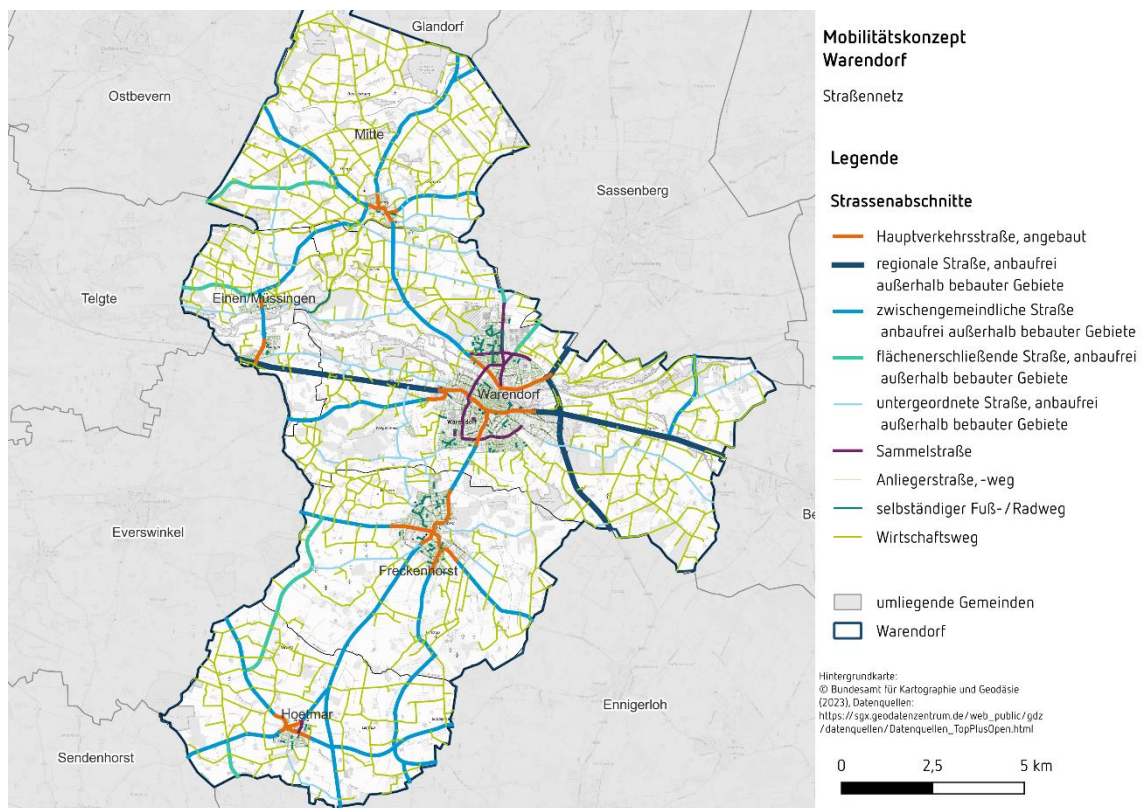 Glandorf
Ostbevern
Mitte
Sassenberg
Telgte
Einen/Müssingen
Warendorf
Warendorf
Everswinkel
Freckenhorst
Ennigerloh
Hoetmar
Sendenhorst
Mobilitätskonzept
Warendorf
Straßennetz
Legende
Strassenabschnitte
Hauptverkehrsstraße, angebaut
regionale Straße, anbaufrei
außerhalb bebauter Gebiete
zwischengemeindliche Straße
anbaufrei außerhalb bebauter Gebiete
flächenerschließende Straße, anbaufrei
außerhalb bebauter Gebiete
untergeordnete Straße, anbaufrei
außerhalb bebauter Gebiete
Sammelstraße
Anliegerstraße, -weg
selbständiger Fuß- /Radweg
Wirtschaftsweg
umliegende Gemeinden
Warendorf
Hintergrundkarte:
© Bundesamt für Kartographie und Geodäsie
(2023), Datenquellen:
https://sgx.geodatenzentrum.de/web_public/gdz
/datenquellen/Datenquellen_TopPlusOpen.html
0 2,5 5 km